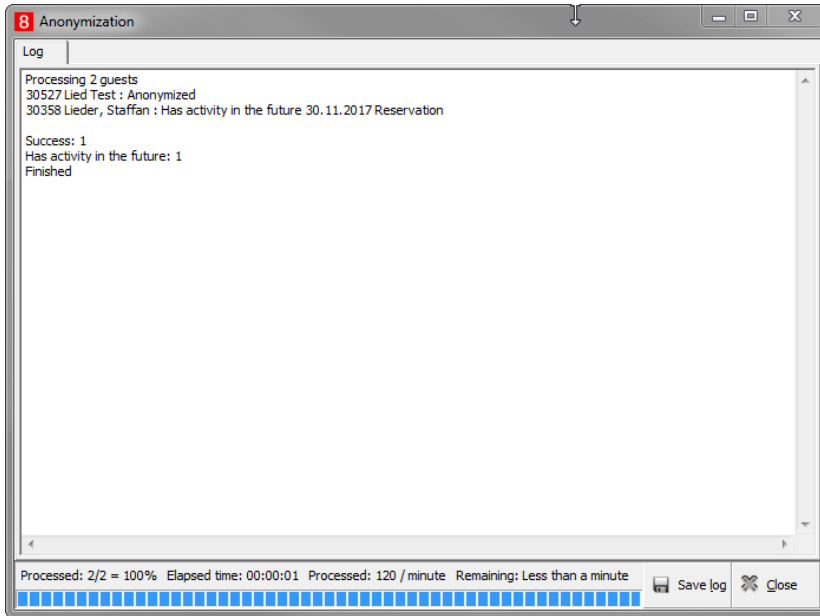 8 Anonymization
Log
Processing 2 guests
30527 Lied Test : Anonymized
30358 Lieder, Staffan : Has activity in the future 30.11.2017 Reservation
Success: 1
Has activity in the future: 1
Finished
Processed: 2/2 = 100% Elapsed time: 00:00:01 Processed: 120 / minute Remaining: Less than a minute
Save log
Close